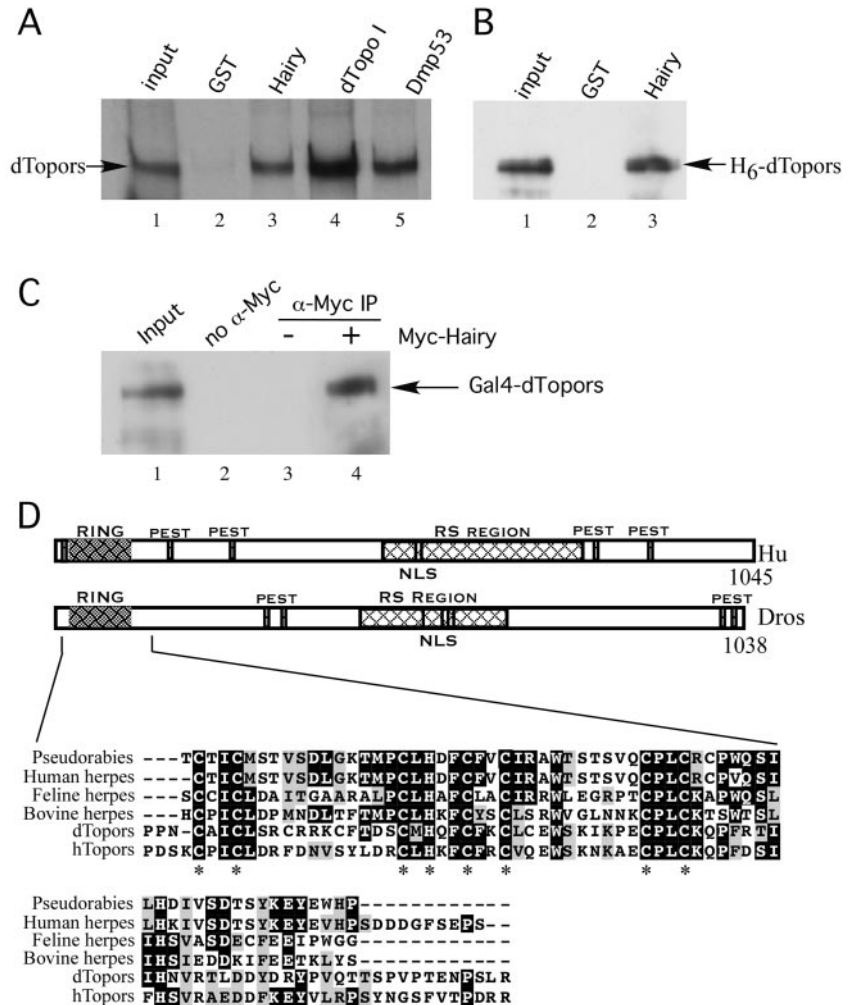 A
input GST Hairy dTopo I Dmp53
dTopors
1 2 3 4 5
B
input GST Hairy
H6-dTopors
1 2 3
C
Input no α-Myc α-Myc IP
- + Myc-Hairy
Gal4-dTopors
1 2 3 4
D
RING PEST PEST RS REGION PEST PEST
Hu
NLS 1045
RING PEST RS REGION PEST
Dros
NLS 1038
Pseudorabies ---TCTICMSTVSDLGKTMPCLHDFCFVCIRAWTSTSVQCPLCRCPWQSI
Human herpes ---CTICMSTVSDLGKTMPCLHDFCFVCIRAWTSTSVQCPLCRCPVQSI
Feline herpes ---SCCICLDAITGAARALPCLHAFCLACIRRWLEGRPTCPLCKAPWQSL
Bovine herpes ---CSICLDPMNDLTFTMPCLHKFCYSCLSRWVGLNNKCPLCKTSWTSL
dTopors PPN-CAICLSRCRRKCFTDSCMHQFCFKCLCEWSKIKPECPLCKQPFRTI
hTopors PDSKCPICLDRFDNVSYLDRCLHKFCFRCVQEWSKNKAECPLCKQPFDSI
* * * * * * * *
Pseudorabies LHDIVSDTSYKEYEWHP---------------
Human herpes LHKIVSDTSYKEYEVHPSDDDGFSEPS--
Feline herpes IHSVASDECFEEIPWGG---------------
Bovine herpes IHSIEDDKIFEETKLYS---------------
dTopors IHNVRTLDDYDRYPVQTTSPVPTENPSLR
hTopors FHSVRAEDDFKEYVLRPSYNGSFVTPDRR